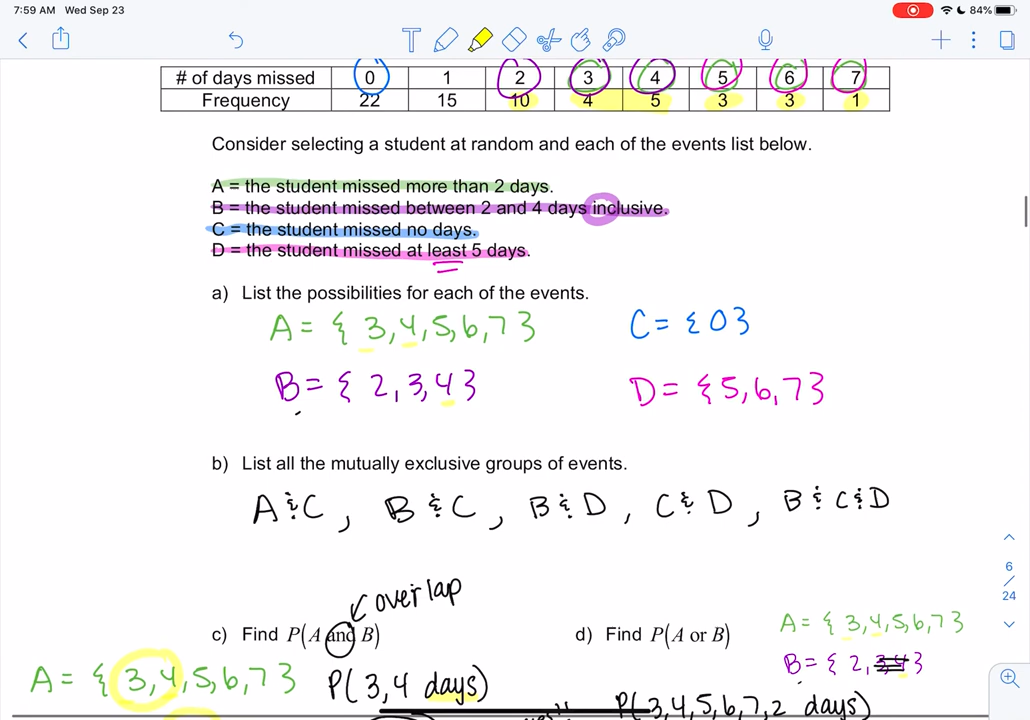 7:59 AM Wed Sep 23
84%
# of days missed 0 1 2 3 4 5 6 7
Frequency 22 15 10 4 5 3 3 1
Consider selecting a student at random and each of the events list below.
A = the student missed more than 2 days.
B = the student missed between 2 and 4 days inclusive.
C = the student missed no days.
D = the student missed at least 5 days.
a) List the possibilities for each of the events.
A = { 3, 4, 5, 6, 7 } C = { 0 }
B = { 2, 3, 4 } D = { 5, 6, 7 }
b) List all the mutually exclusive groups of events.
A & C , B & C , B & D , C & D , B & C & D
overlap
c) Find P(A and B) d) Find P(A or B)
A = { 3, 4, 5, 6, 7 }
B = { 2, 3, 4 }
A = { 3, 4, 5, 6, 7 } P(3, 4 days)
P(3, 4, 5, 6, 7, 2 days)
6
/
24